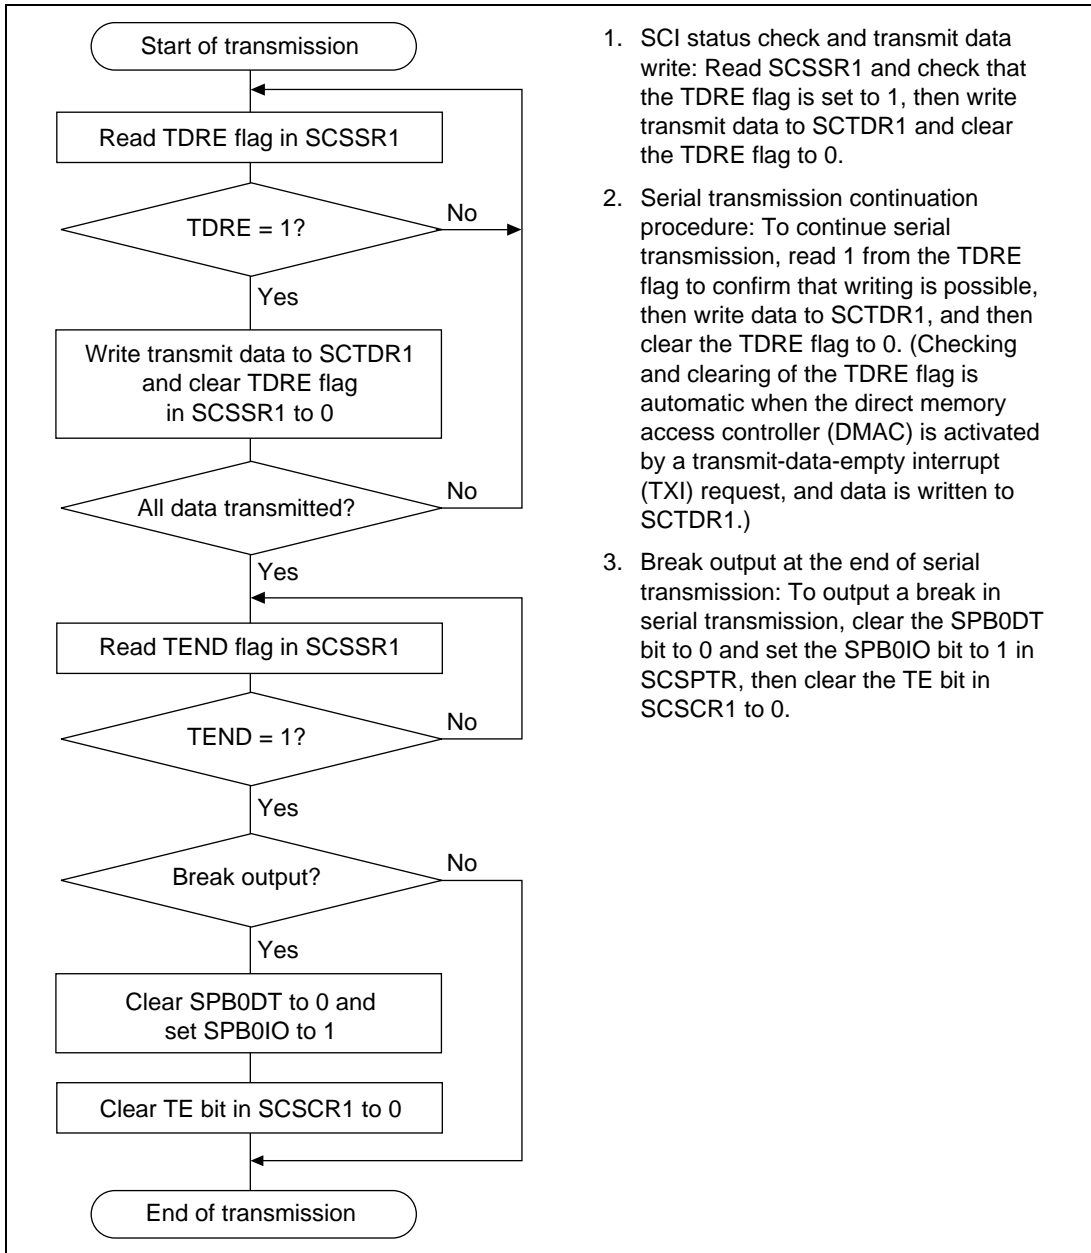 Start of transmission
Read TDRE flag in SCSSR1
TDRE = 1?
No
Yes
Write transmit data to SCTDR1
and clear TDRE flag
in SCSSR1 to 0
All data transmitted?
No
Yes
Read TEND flag in SCSSR1
TEND = 1?
No
Yes
Break output?
No
Yes
Clear SPB0DT to 0 and
set SPB0IO to 1
Clear TE bit in SCSCR1 to 0
End of transmission
1. SCI status check and transmit data
write: Read SCSSR1 and check that
the TDRE flag is set to 1, then write
transmit data to SCTDR1 and clear
the TDRE flag to 0.
2. Serial transmission continuation
procedure: To continue serial
transmission, read 1 from the TDRE
flag to confirm that writing is possible,
then write data to SCTDR1, and then
clear the TDRE flag to 0. (Checking
and clearing of the TDRE flag is
automatic when the direct memory
access controller (DMAC) is activated
by a transmit-data-empty interrupt
(TXI) request, and data is written to
SCTDR1.)
3. Break output at the end of serial
transmission: To output a break in
serial transmission, clear the SPB0DT
bit to 0 and set the SPB0IO bit to 1 in
SCSPTR, then clear the TE bit in
SCSCR1 to 0.